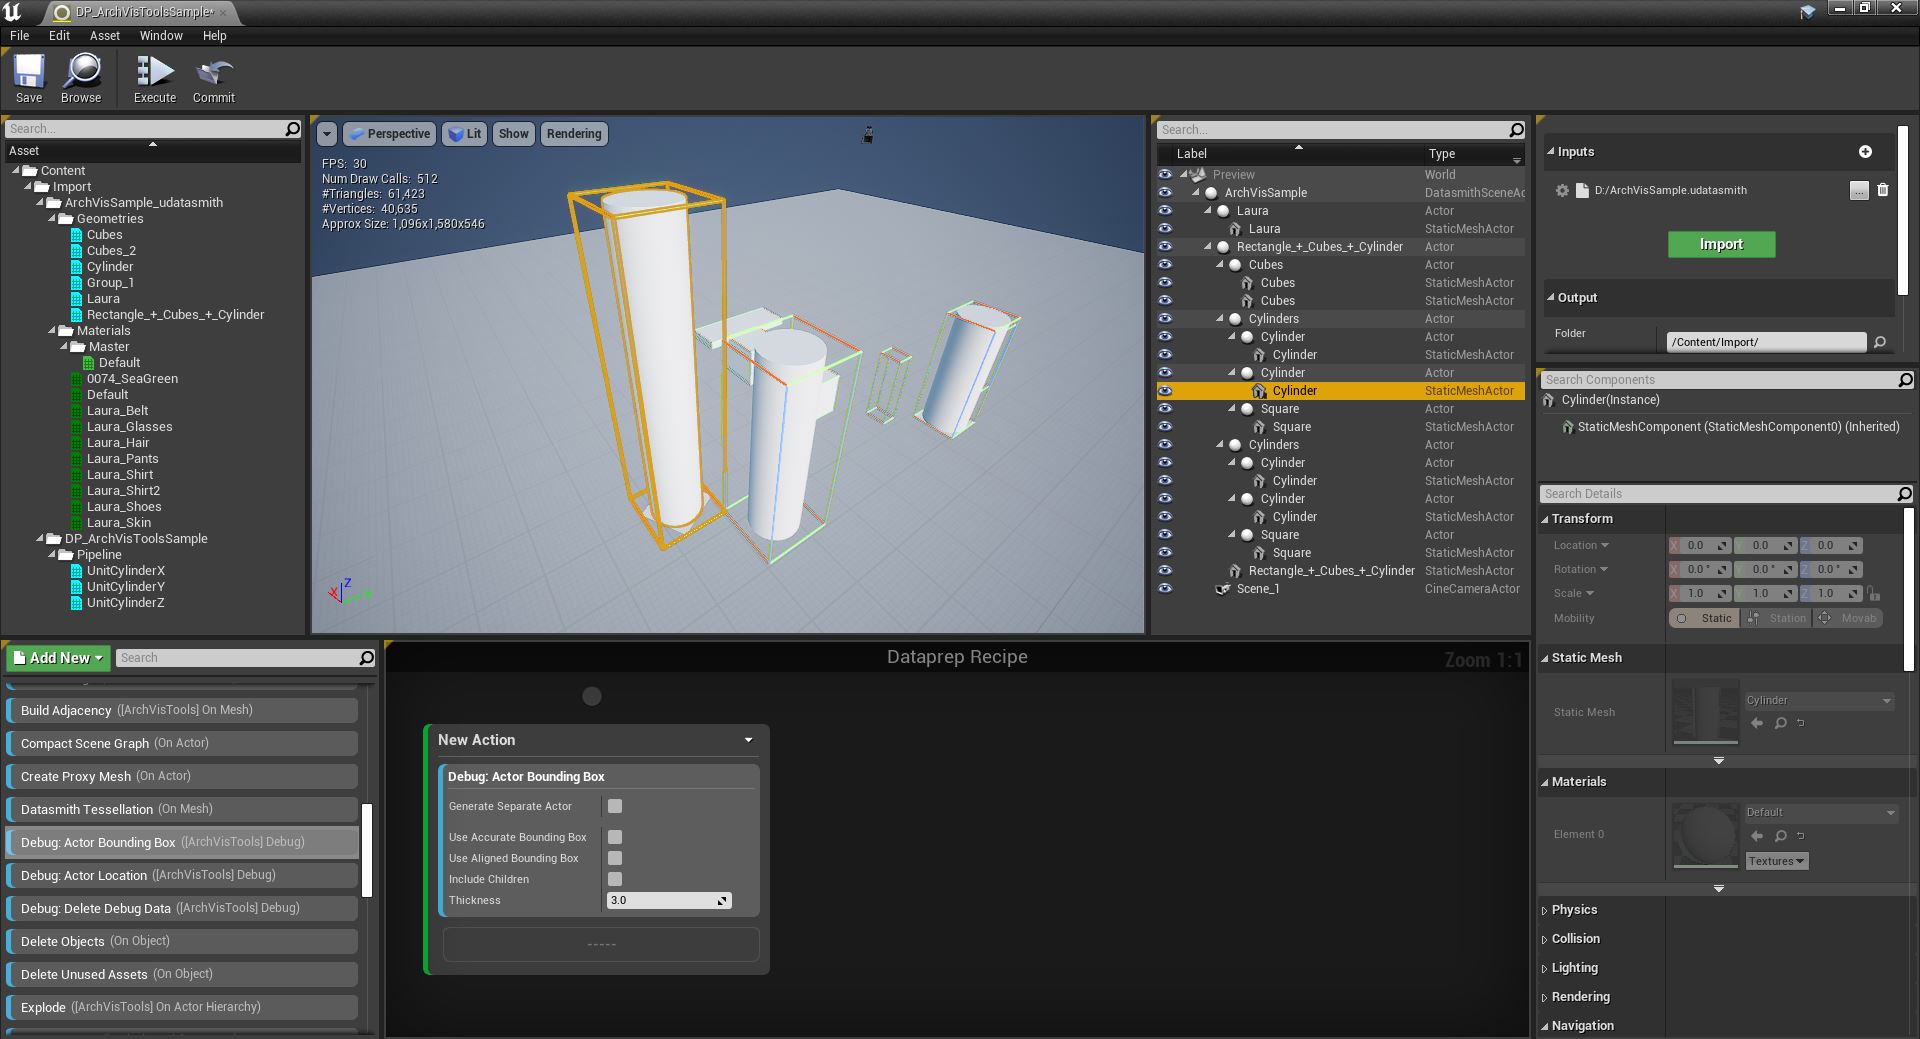 DP_ArchVisToolsSample*
File Edit Asset Window Help
Save Browse Execute Commit
Search...
Asset
Content
Import
ArchVisSample_udatasmith
Geometries
Cubes
Cubes_2
Cylinder
Group_1
Laura
Rectangle_+_Cubes_+_Cylinder
Materials
Master
Default
0074_SeaGreen
Default
Laura_Belt
Laura_Glasses
Laura_Hair
Laura_Pants
Laura_Shirt
Laura_Shirt2
Laura_Shoes
Laura_Skin
DP_ArchVisToolsSample
Pipeline
UnitCylinderX
UnitCylinderY
UnitCylinderZ
Perspective Lit Show Rendering
FPS: 30
Num Draw Calls: 512
#Triangles: 61,423
#Vertices: 40,635
Approx Size: 1,096x1,580x546
X Z Y
Search...
Label Type
Preview World
ArchVisSample DatasmithSceneAc
Laura Actor
Laura StaticMeshActor
Rectangle_+_Cubes_+_Cylinder Actor
Cubes Actor
Cubes StaticMeshActor
Cubes StaticMeshActor
Cylinders Actor
Cylinder Actor
Cylinder StaticMeshActor
Cylinder Actor
Cylinder StaticMeshActor
Square Actor
Square StaticMeshActor
Cylinders Actor
Cylinder Actor
Cylinder StaticMeshActor
Cylinder Actor
Cylinder StaticMeshActor
Square Actor
Square StaticMeshActor
Rectangle_+_Cubes_+_Cylinder StaticMeshActor
Scene_1 CineCameraActor
Inputs
D:/ArchVisSample.udatasmith ...
Import
Output
Folder /Content/Import/
Search Components
Cylinder(Instance)
StaticMeshComponent (StaticMeshComponent0) (Inherited)
Search Details
Transform
Location X 0.0 Y 0.0 Z 0.0
Rotation X 0.0 ° Y 0.0 ° Z 0.0 °
Scale X 1.0 Y 1.0 Z 1.0
Mobility Static Station Movab
Static Mesh
Static Mesh Cylinder
Materials
Element 0 Default
Textures
Physics
Collision
Lighting
Rendering
Navigation
Add New Search
Build Adjacency ([ArchVisTools] On Mesh)
Compact Scene Graph (On Actor)
Create Proxy Mesh (On Actor)
Datasmith Tessellation (On Mesh)
Debug: Actor Bounding Box ([ArchVisTools] Debug)
Debug: Actor Location ([ArchVisTools] Debug)
Debug: Delete Debug Data ([ArchVisTools] Debug)
Delete Objects (On Object)
Delete Unused Assets (On Object)
Explode ([ArchVisTools] On Actor Hierarchy)
Dataprep Recipe
Zoom 1:1
New Action
Debug: Actor Bounding Box
Generate Separate Actor
Use Accurate Bounding Box
Use Aligned Bounding Box
Include Children
Thickness 3.0
-----